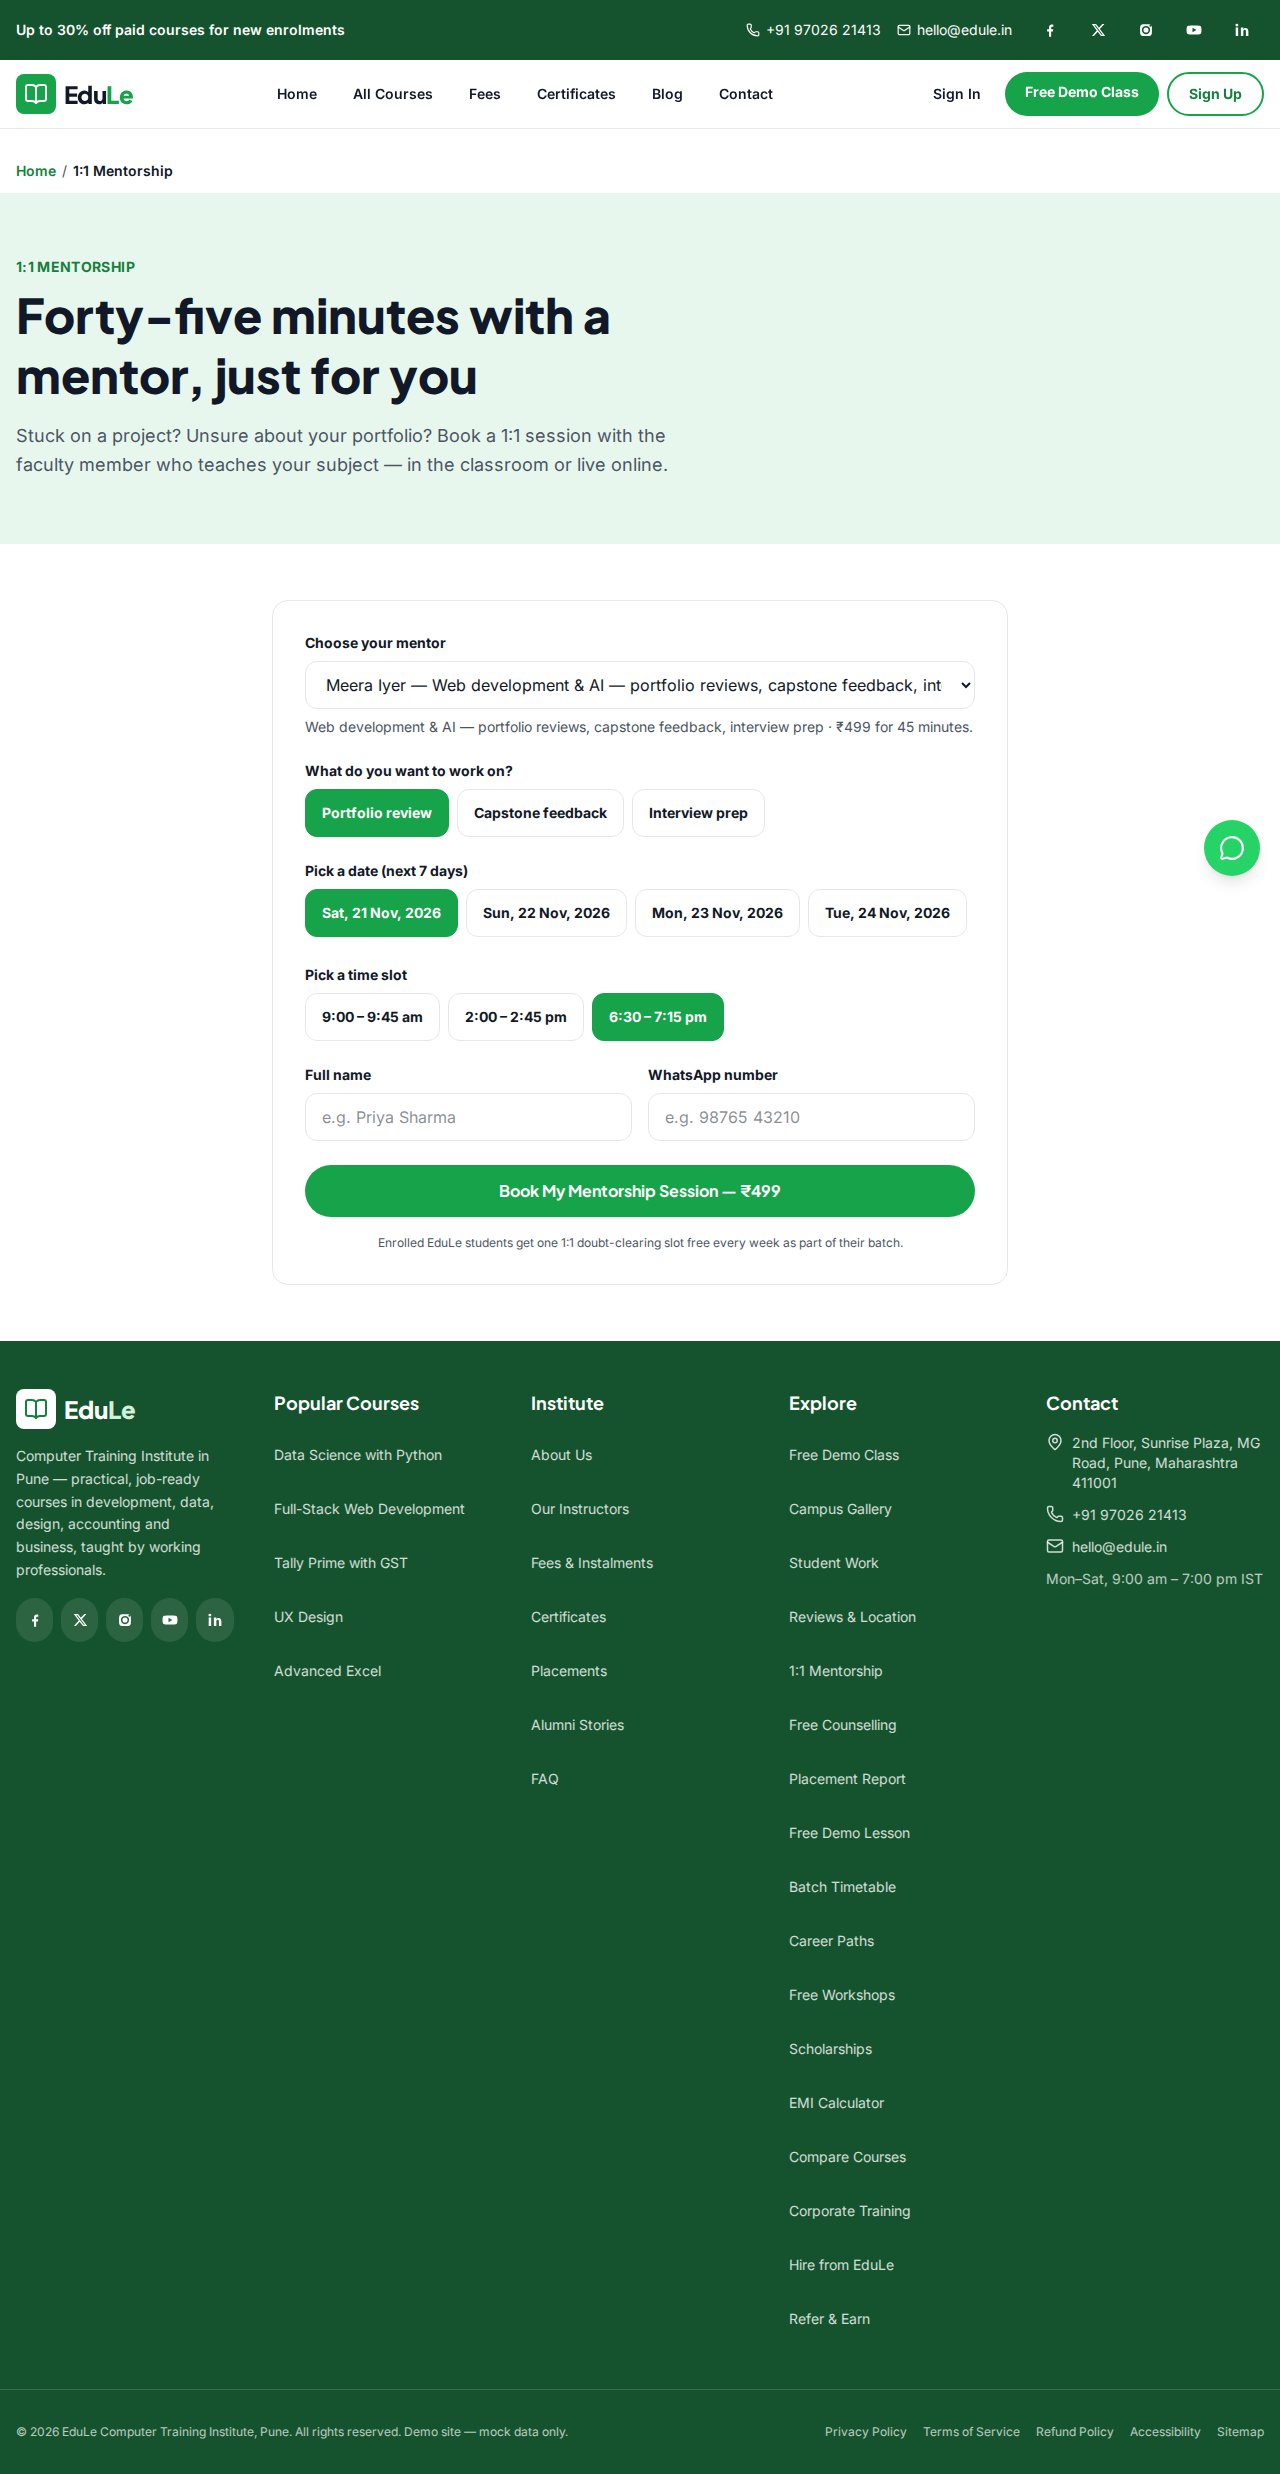 Up to 30% off paid courses for new enrolments
+91 97026 21413
hello@edule.in
EduLe
Home
All Courses
Fees
Certificates
Blog
Contact
Sign In
Free Demo Class
Sign Up
Home / 1:1 Mentorship
1:1 MENTORSHIP
Forty-five minutes with a
mentor, just for you
Stuck on a project? Unsure about your portfolio? Book a 1:1 session with the
faculty member who teaches your subject — in the classroom or live online.
Choose your mentor
Meera Iyer — Web development & AI — portfolio reviews, capstone feedback, int
Web development & AI — portfolio reviews, capstone feedback, interview prep · ₹499 for 45 minutes.
What do you want to work on?
Portfolio review
Capstone feedback
Interview prep
Pick a date (next 7 days)
Sat, 21 Nov, 2026
Sun, 22 Nov, 2026
Mon, 23 Nov, 2026
Tue, 24 Nov, 2026
Pick a time slot
9:00 – 9:45 am
2:00 – 2:45 pm
6:30 – 7:15 pm
Full name
WhatsApp number
e.g. Priya Sharma
e.g. 98765 43210
Book My Mentorship Session — ₹499
Enrolled EduLe students get one 1:1 doubt-clearing slot free every week as part of their batch.
EduLe
Computer Training Institute in
Pune — practical, job-ready
courses in development, data,
design, accounting and
business, taught by working
professionals.
Popular Courses
Data Science with Python
Full-Stack Web Development
Tally Prime with GST
UX Design
Advanced Excel
Institute
About Us
Our Instructors
Fees & Instalments
Certificates
Placements
Alumni Stories
FAQ
Explore
Free Demo Class
Campus Gallery
Student Work
Reviews & Location
1:1 Mentorship
Free Counselling
Placement Report
Free Demo Lesson
Batch Timetable
Career Paths
Free Workshops
Scholarships
EMI Calculator
Compare Courses
Corporate Training
Hire from EduLe
Refer & Earn
Contact
2nd Floor, Sunrise Plaza, MG
Road, Pune, Maharashtra
411001
+91 97026 21413
hello@edule.in
Mon–Sat, 9:00 am – 7:00 pm IST
© 2026 EduLe Computer Training Institute, Pune. All rights reserved. Demo site — mock data only.
Privacy Policy
Terms of Service
Refund Policy
Accessibility
Sitemap